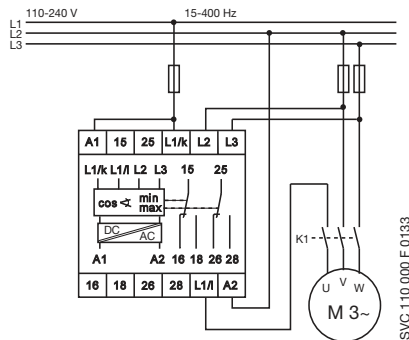 110-240 V 15-400 Hz
L1
L2
L3
A1 15 25 L1/k L2 L3
L1/k L1/l L2 L3 15 25
cos ∢ min
max
DC
AC
A1 A2 16 18 26 28
16 18 26 28 L1/l A2
K1
U V W
M 3~
SVC 110 000 F 0133